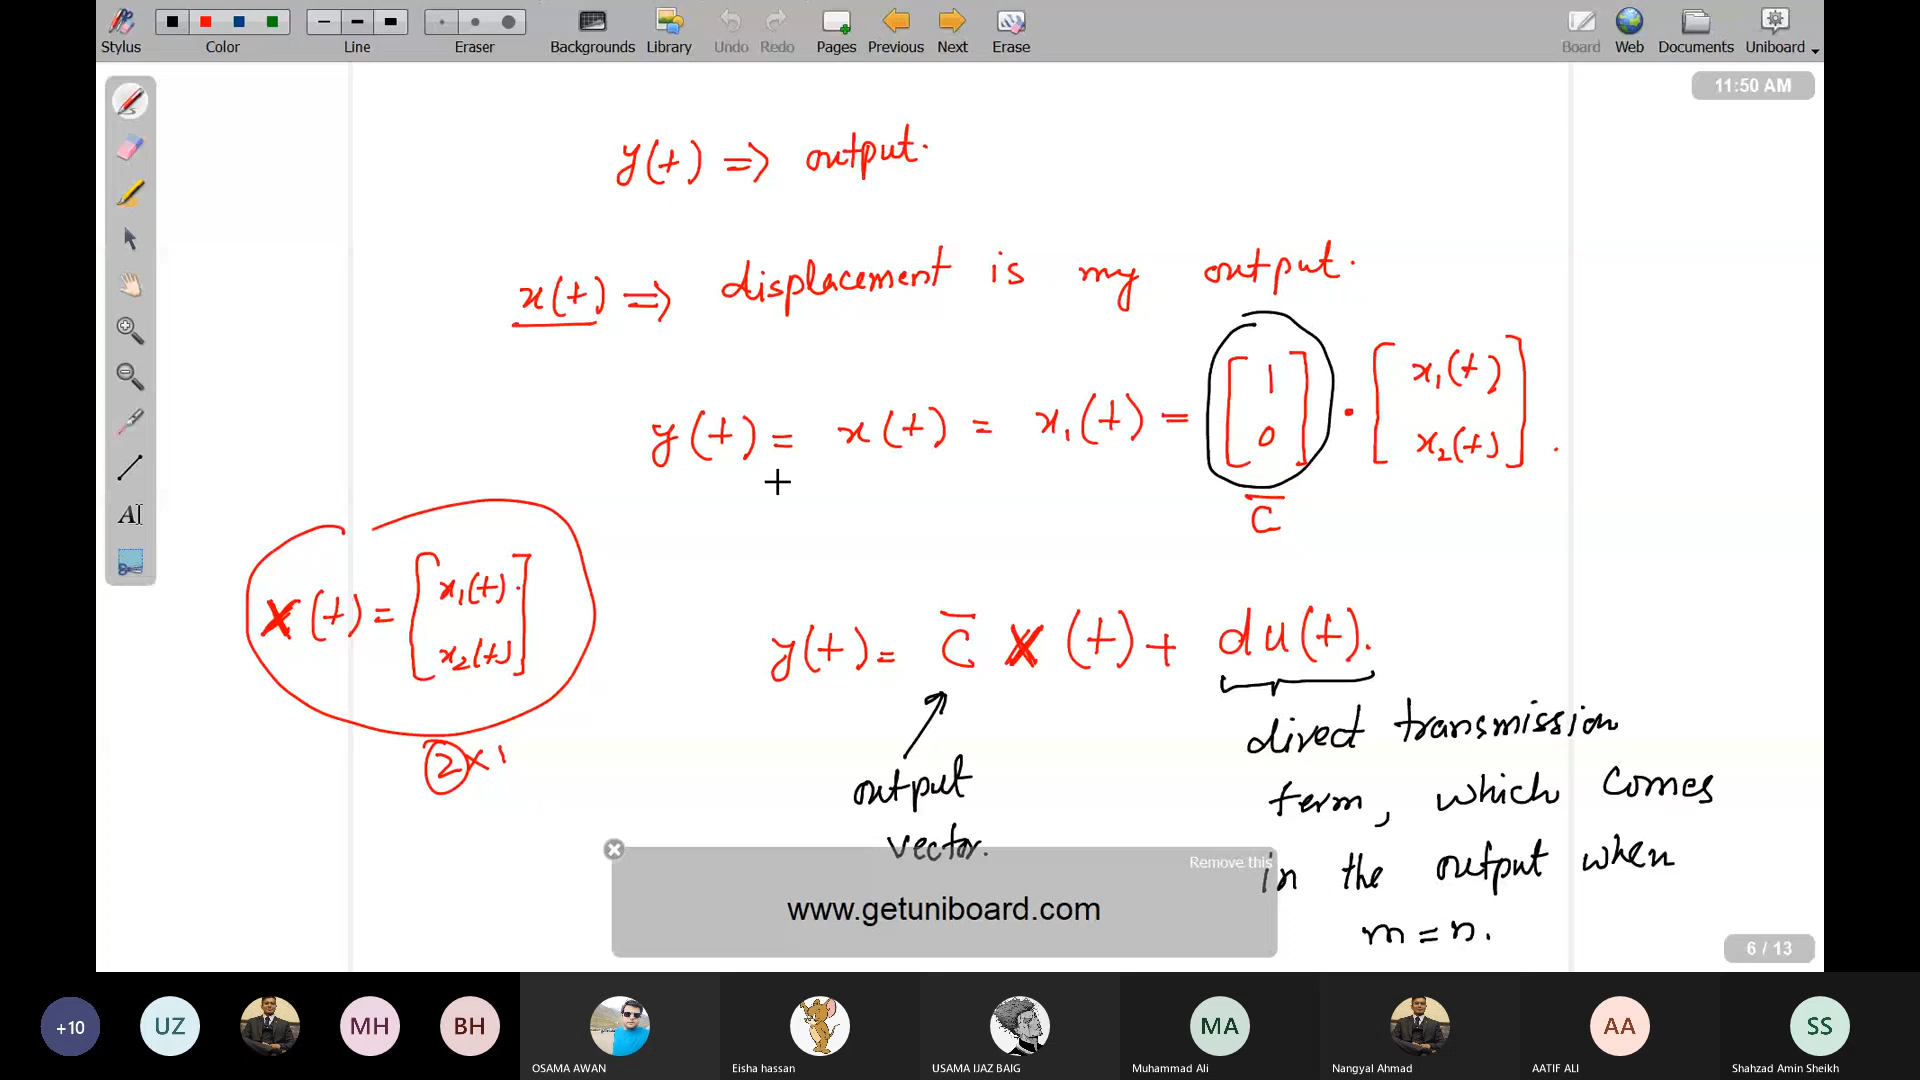 Stylus Color Line Eraser Backgrounds Library Undo Redo Pages Previous Next Erase Board Web Documents Uniboard
11:50 AM
y(t) ⇒ output.
x(t) ⇒ displacement is my output.
y(t) = x(t) = x₁(t) = [1 0] · [x₁(t) x₂(t)].
C̅
X(t) = [x₁(t) x₂(t)]
2×1
y(t) = C̅ X(t) + du(t).
output
vector.
direct transmission
term, which comes
in the output when
m = n.
AI
Remove this
www.getuniboard.com
6 / 13
+10 UZ MH BH MA AA SS
OSAMA AWAN Eisha hassan USAMA IJAZ BAIG Muhammad Ali Nangyal Ahmad AATIF ALI Shahzad Amin Sheikh